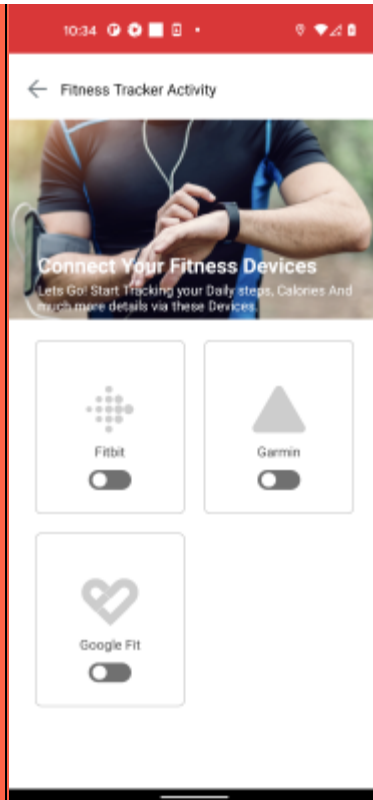 10:34
Fitness Tracker Activity
Connect Your Fitness Devices
Lets Go! Start Tracking your Daily steps, Calories And
much more details via these Devices.
Fitbit
Garmin
Google Fit